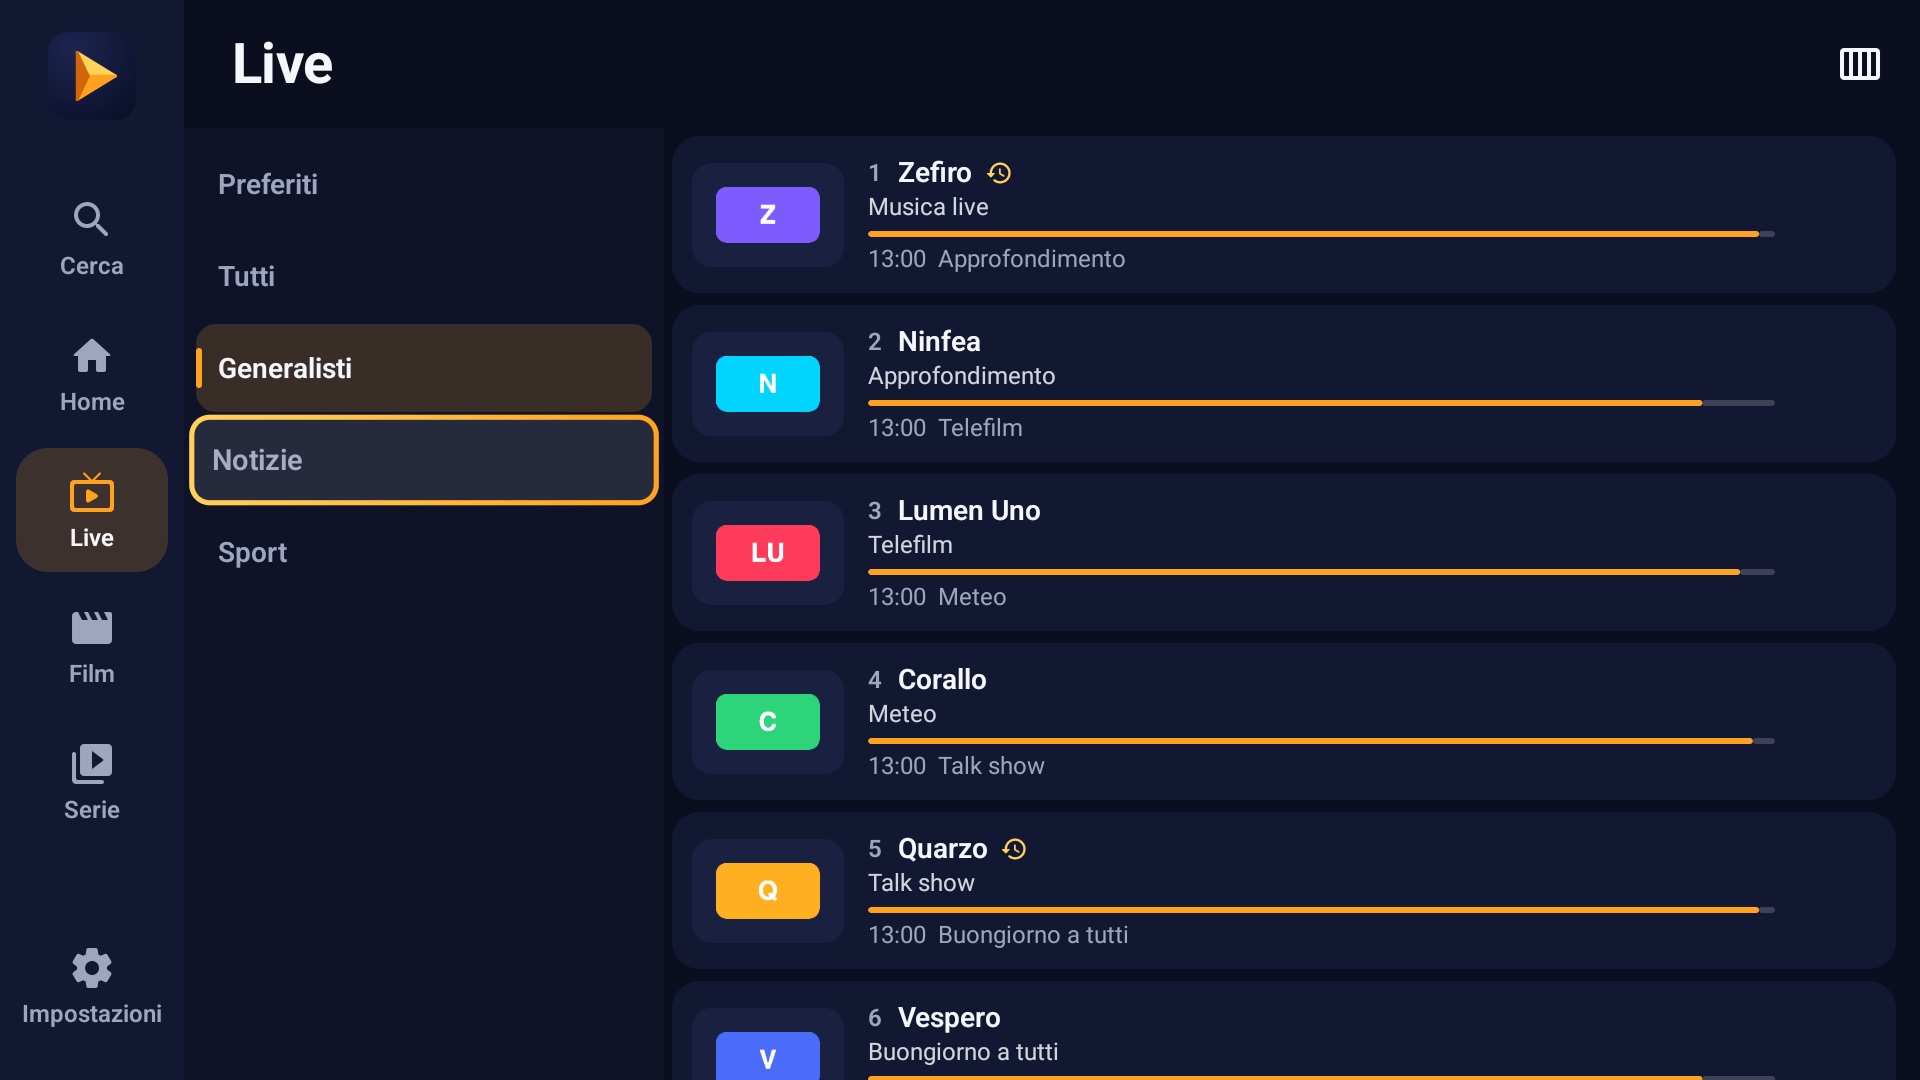 Live
Cerca
Home
Live
Film
Serie
Impostazioni
Preferiti
Tutti
Generalisti
Notizie
Sport
Z
1 Zefiro
Musica live
13:00 Approfondimento
N
2 Ninfea
Approfondimento
13:00 Telefilm
LU
3 Lumen Uno
Telefilm
13:00 Meteo
C
4 Corallo
Meteo
13:00 Talk show
Q
5 Quarzo
Talk show
13:00 Buongiorno a tutti
V
6 Vespero
Buongiorno a tutti